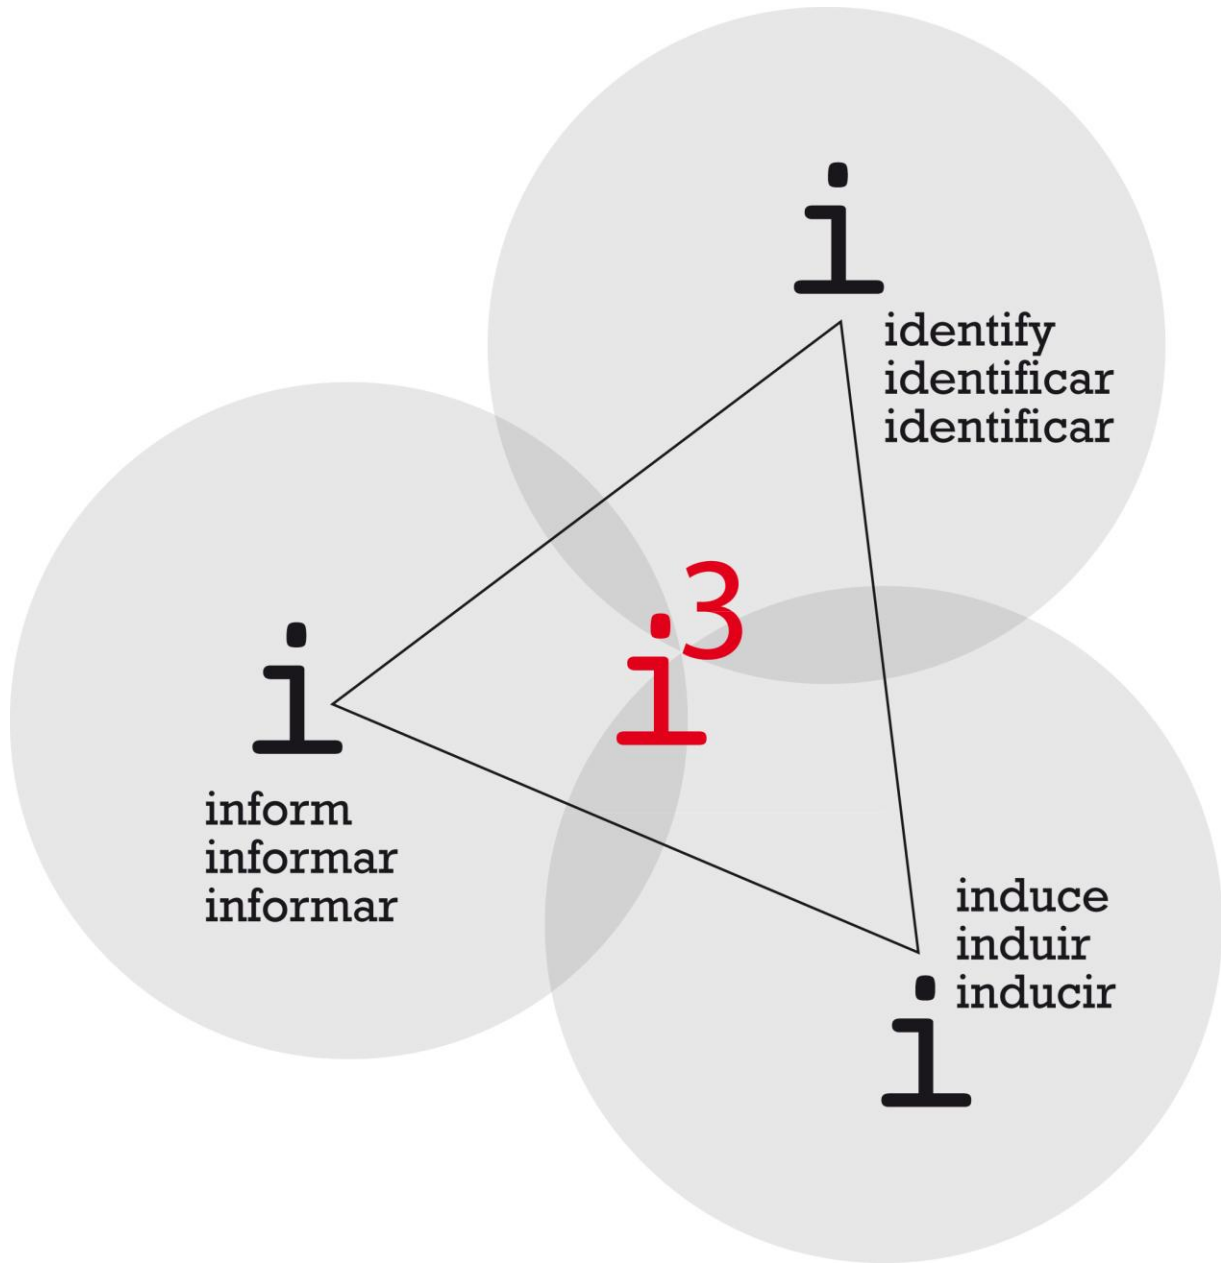 i
identify
identificar
identificar
i³
i
inform
informar
informar
induce
induir
inducir
i